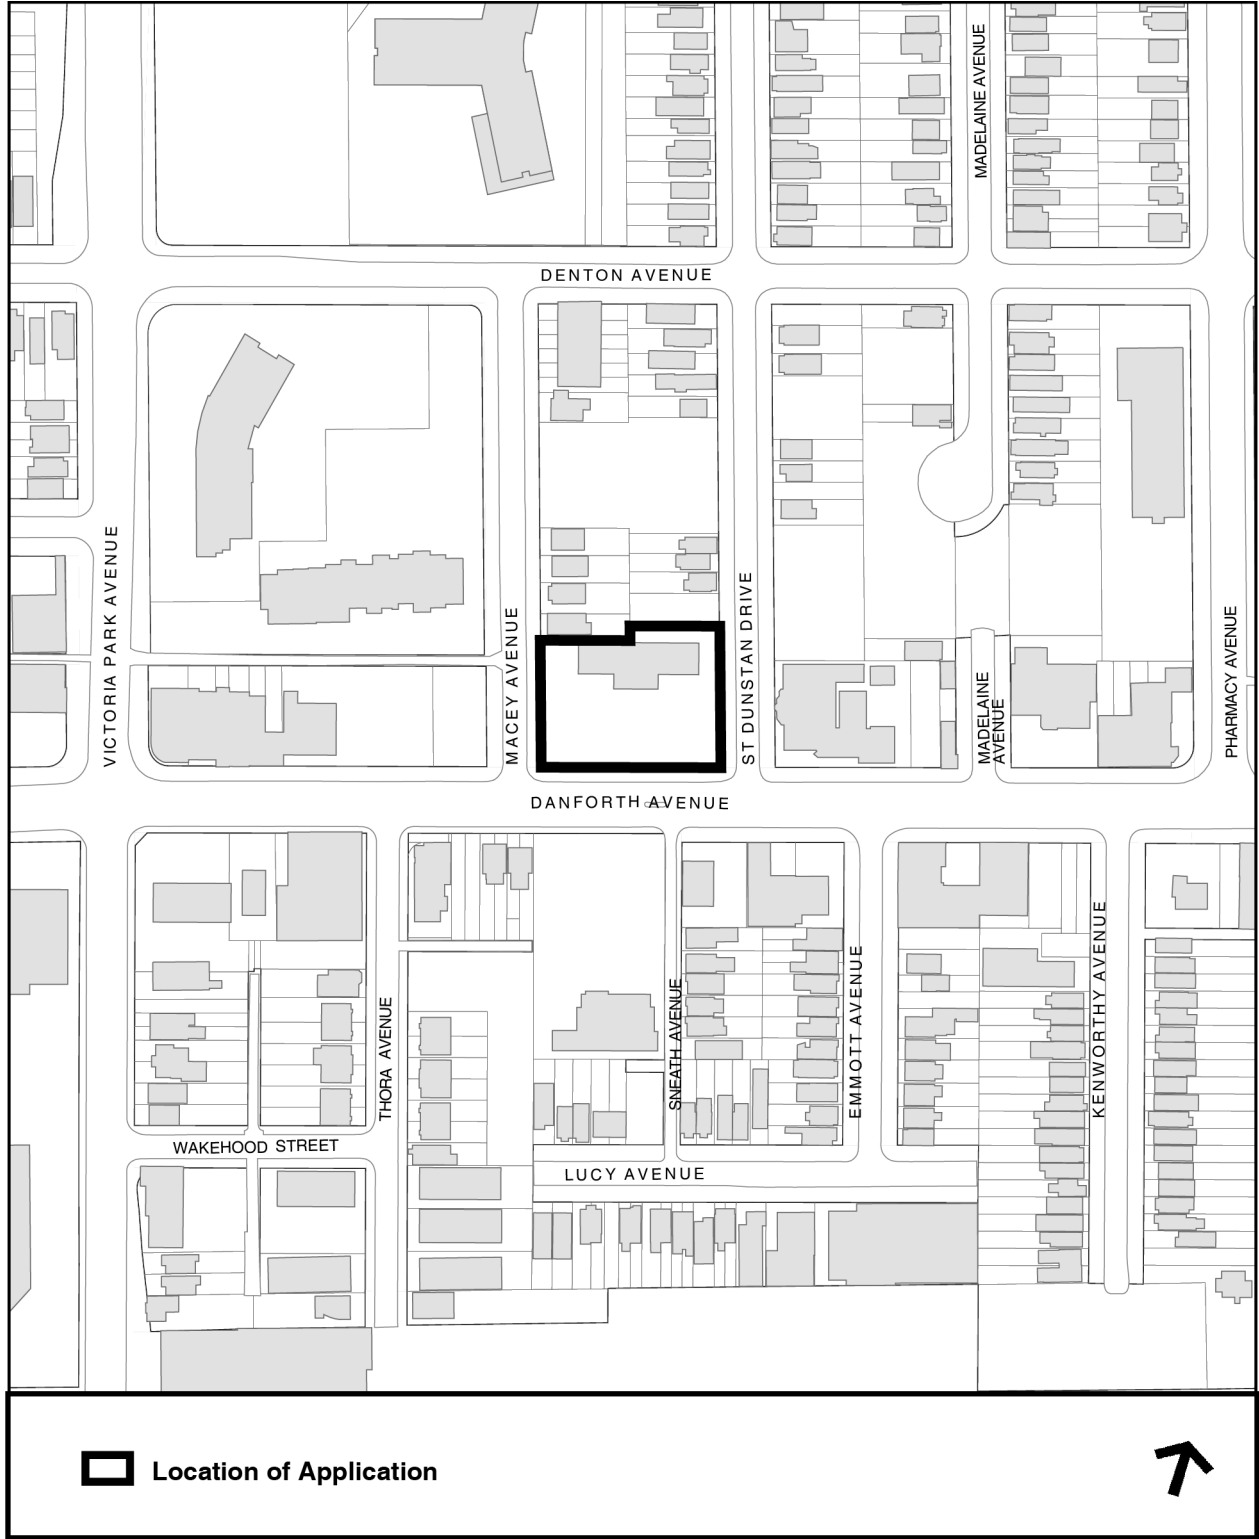 MADELAINE AVENUE
DENTON AVENUE
VICTORIA PARK AVENUE
MACEY AVENUE
ST DUNSTAN DRIVE
MADELAINE
AVENUE
PHARMACY AVENUE
DANFORTH AVENUE
THORA AVENUE
SNEATH AVENUE
EMMOTT AVENUE
KENWORTHY AVENUE
WAKEHOOD STREET
LUCY AVENUE
Location of Application